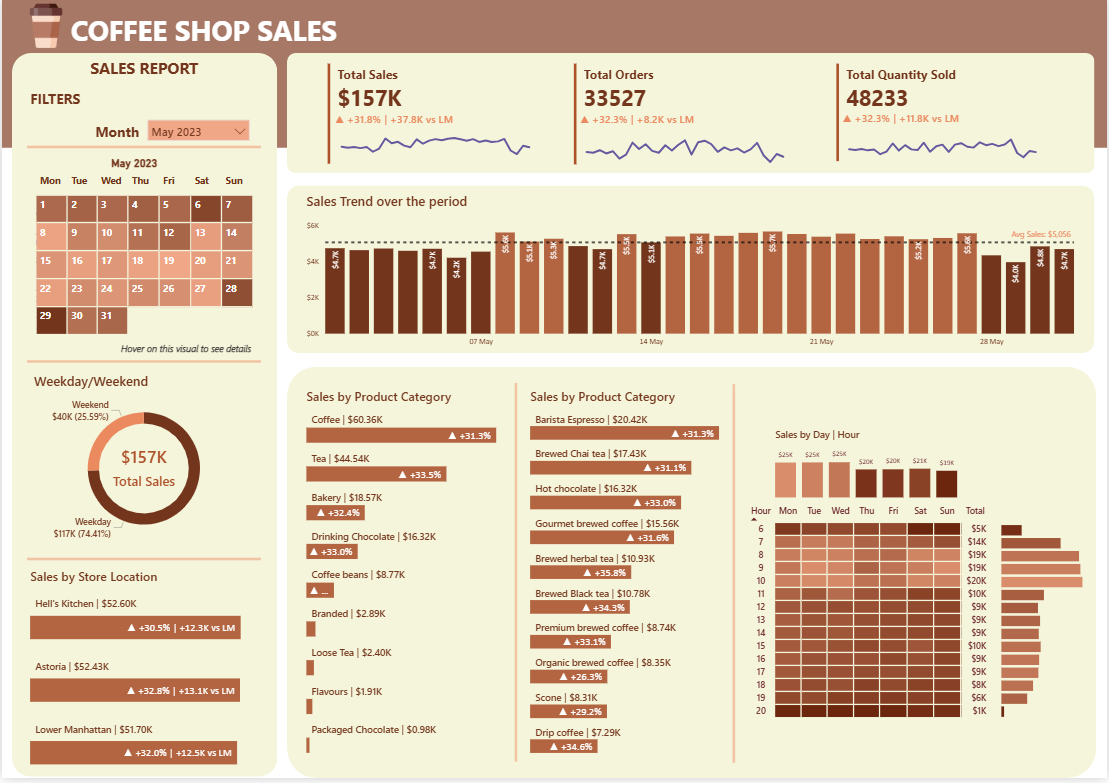 COFFEE SHOP SALES
SALES REPORT
FILTERS
Month May 2023
May 2023
Mon Tue Wed Thu Fri Sat Sun
1 2 3 4 5 6 7
8 9 10 11 12 13 14
15 16 17 18 19 20 21
22 23 24 25 26 27 28
29 30 31
Hover on this visual to see details
Weekday/Weekend
Weekend
$40K (25.59%)
$157K
Total Sales
Weekday
$117K (74.41%)
Sales by Store Location
Hell's Kitchen | $52.60K
▲ +30.5% | +12.3K vs LM
Astoria | $52.43K
▲ +32.8% | +13.1K vs LM
Lower Manhattan | $51.70K
▲ +32.0% | +12.5K vs LM
Total Sales
$157K
▲ +31.8% | +37.8K vs LM
Total Orders
33527
▲ +32.3% | +8.2K vs LM
Total Quantity Sold
48233
▲ +32.3% | +11.8K vs LM
Sales Trend over the period
$6K
$4K
$2K
$0K
Avg Sales: $5,056
$4.7K $4.7K $4.2K $5.6K $5.1K $5.3K $4.7K $5.5K $5.1K $5.5K $5.7K $5.2K $5.6K $4.0K $4.8K $4.7K
07 May 14 May 21 May 28 May
Sales by Product Category
Coffee | $60.36K
▲ +31.3%
Tea | $44.54K
▲ +33.5%
Bakery | $18.57K
▲ +32.4%
Drinking Chocolate | $16.32K
▲ +33.0%
Coffee beans | $8.77K
▲ ...
Branded | $2.89K
Loose Tea | $2.40K
Flavours | $1.91K
Packaged Chocolate | $0.98K
Sales by Product Category
Barista Espresso | $20.42K
▲ +31.3%
Brewed Chai tea | $17.43K
▲ +31.1%
Hot chocolate | $16.32K
▲ +33.0%
Gourmet brewed coffee | $15.56K
▲ +31.6%
Brewed herbal tea | $10.93K
▲ +35.8%
Brewed Black tea | $10.78K
▲ +34.3%
Premium brewed coffee | $8.74K
▲ +33.1%
Organic brewed coffee | $8.35K
▲ +26.3%
Scone | $8.31K
▲ +29.2%
Drip coffee | $7.29K
▲ +34.6%
Sales by Day | Hour
$25K $25K $25K $20K $20K $21K $19K
Hour Mon Tue Wed Thu Fri Sat Sun Total
6 $5K
7 $14K
8 $19K
9 $19K
10 $20K
11 $10K
12 $9K
13 $9K
14 $9K
15 $10K
16 $9K
17 $9K
18 $8K
19 $6K
20 $1K